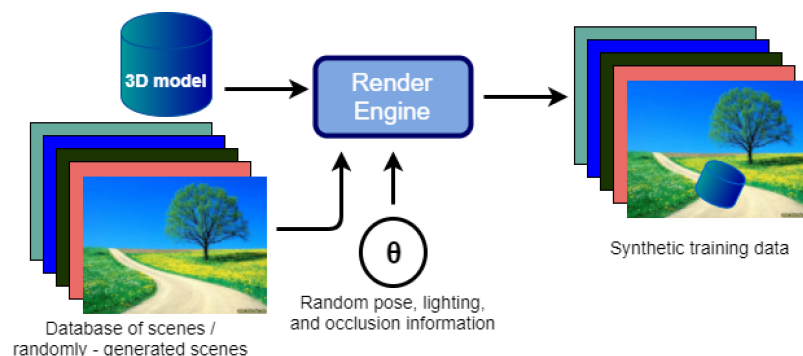 3D model
Render
Engine
θ
Random pose, lighting,
and occlusion information
Database of scenes /
randomly - generated scenes
Synthetic training data